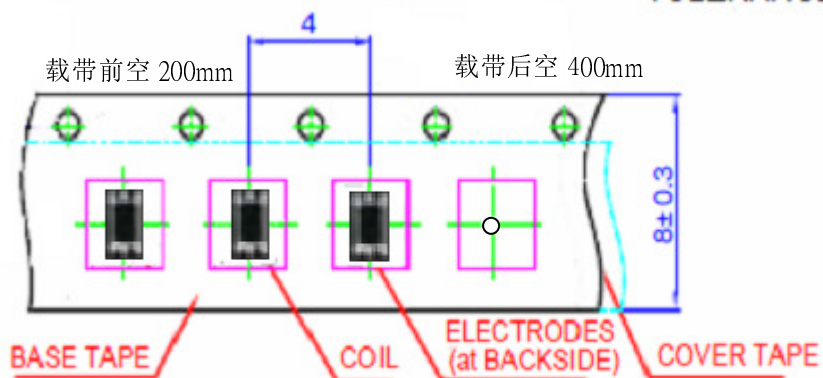 4
载带前空 200mm
载带后空 400mm
8± 0.3
ELECTRODES
BASE TAPE
COIL
(at BACKSIDE)
COVER TAPE